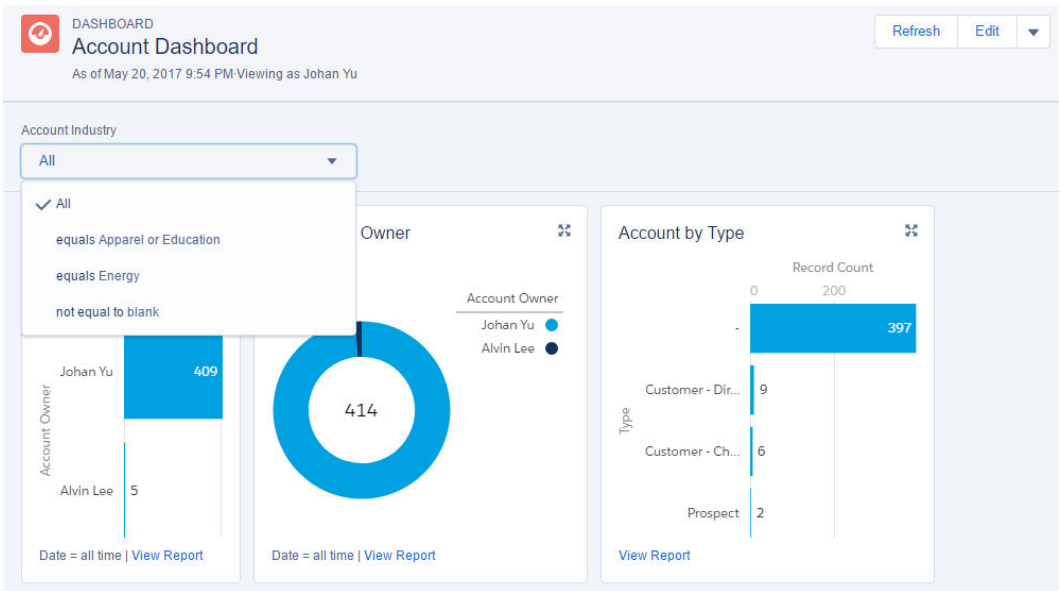 DASHBOARD
Account Dashboard
As of May 20, 2017 9:54 PM·Viewing as Johan Yu
Refresh
Edit
Account Industry
All
All
equals Apparel or Education
equals Energy
not equal to blank
Account Owner
Johan Yu
409
Alvin Lee
5
Date = all time | View Report
Owner
Account Owner
Johan Yu
Alvin Lee
414
Date = all time | View Report
Account by Type
Record Count
0
200
Type
-
397
Customer - Dir...
9
Customer - Ch...
6
Prospect
2
View Report